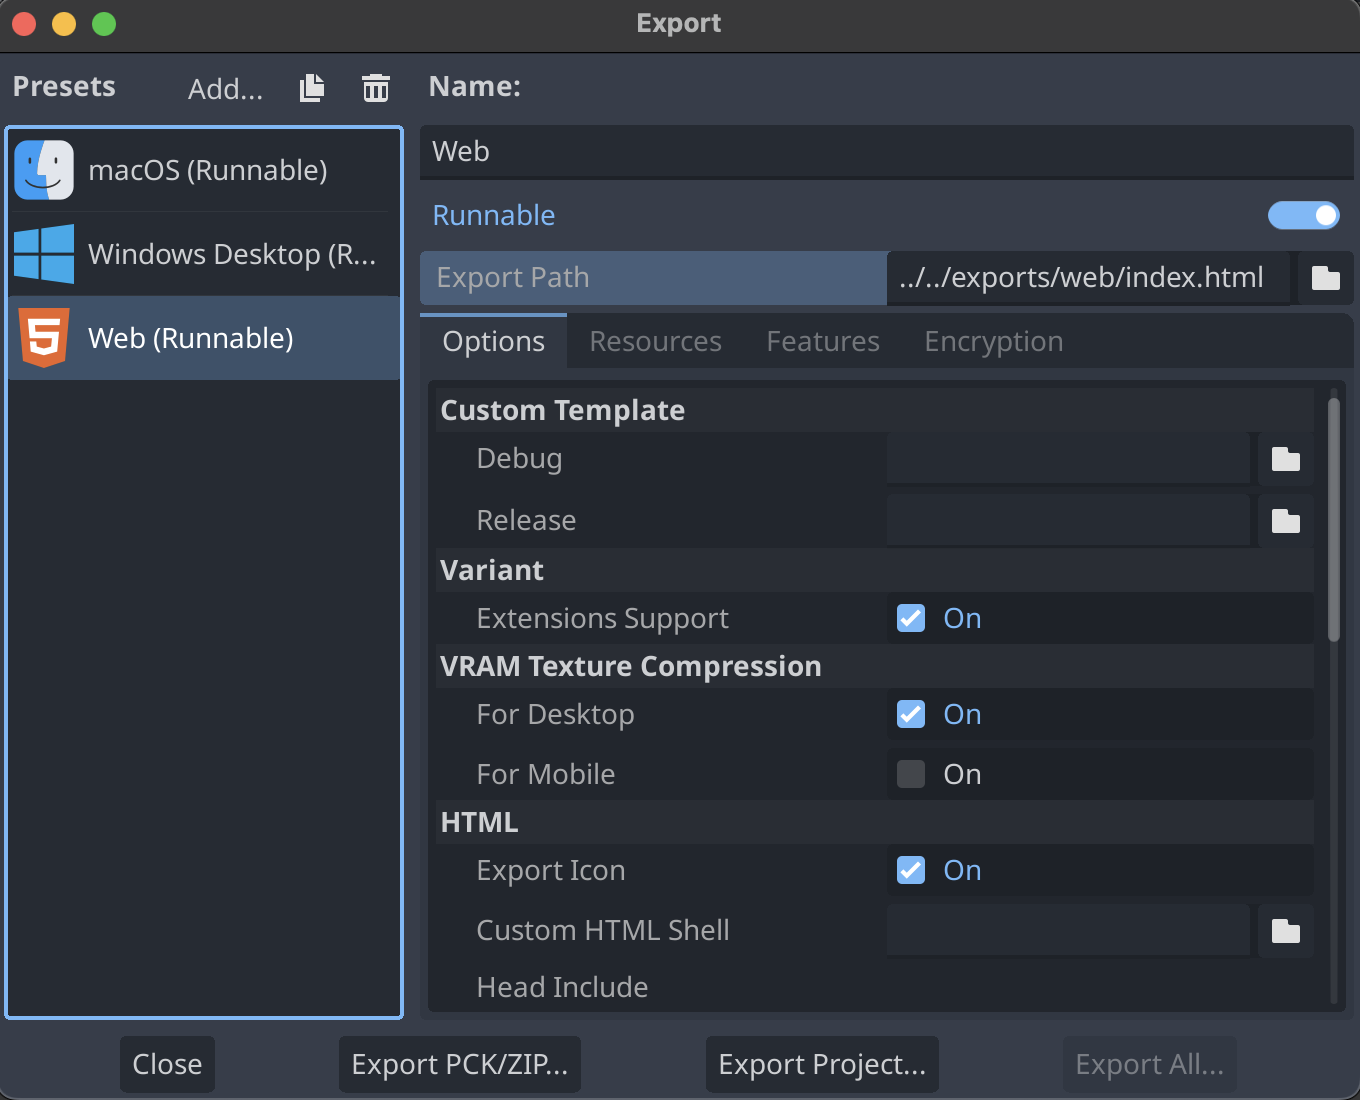 Export
Presets
Add...
macOS (Runnable)
Windows Desktop (R...
Web (Runnable)
Name:
Web
Runnable
Export Path
../../exports/web/index.html
Options
Resources
Features
Encryption
Custom Template
Debug
Release
Variant
Extensions Support
On
VRAM Texture Compression
For Desktop
On
For Mobile
On
HTML
Export Icon
On
Custom HTML Shell
Head Include
Close
Export PCK/ZIP...
Export Project...
Export All...